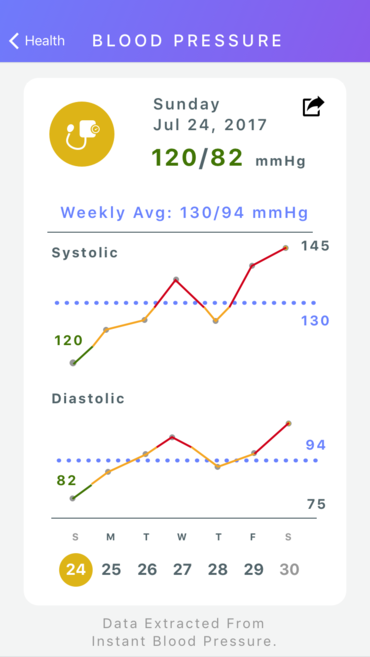 Health
BLOOD PRESSURE
Sunday
Jul 24, 2017
120/82 mmHg
Weekly Avg: 130/94 mmHg
Systolic
145
130
120
Diastolic
94
82
75
S M T W T F S
24 25 26 27 28 29 30
Data Extracted From
Instant Blood Pressure.